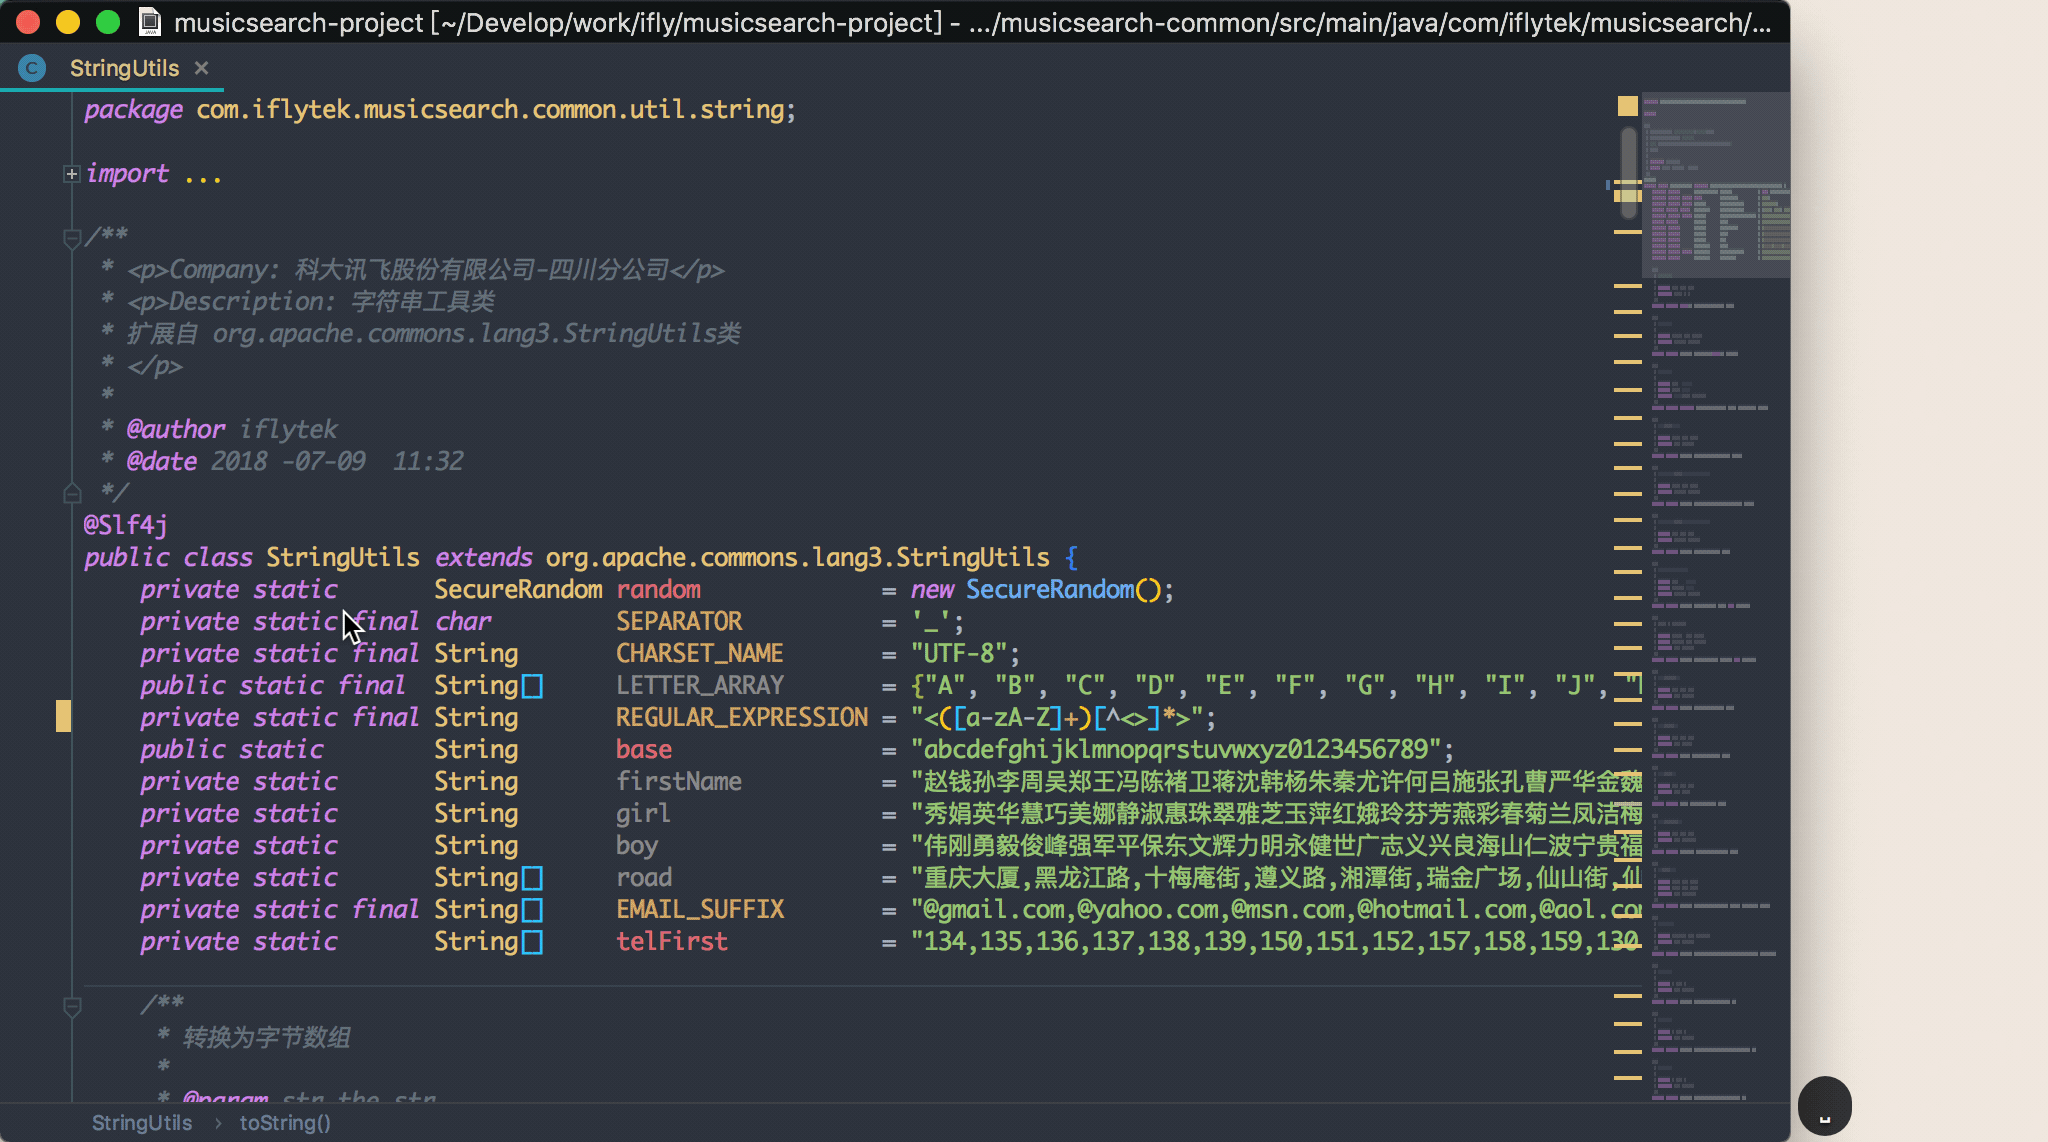 musicsearch-project [~/Develop/work/ifly/musicsearch-project] - .../musicsearch-common/src/main/java/com/iflytek/musicsearch/...
StringUtils
package com.iflytek.musicsearch.common.util.string;
import ...
/**
* <p>Company: 科大讯飞股份有限公司-四川分公司</p>
* <p>Description: 字符串工具类
* 扩展自 org.apache.commons.lang3.StringUtils类
* </p>
*
* @author iflytek
* @date 2018 -07-09  11:32
*/
@Slf4j
public class StringUtils extends org.apache.commons.lang3.StringUtils {
private static SecureRandom random = new SecureRandom();
private static final char SEPARATOR = '_';
private static final String CHARSET_NAME = "UTF-8";
public static final String[] LETTER_ARRAY = {"A", "B", "C", "D", "E", "F", "G", "H", "I", "J",
private static final String REGULAR_EXPRESSION = "<([a-zA-Z]+)[^<>]*>";
public static String base = "abcdefghijklmnopqrstuvwxyz0123456789";
private static String firstName = "赵钱孙李周吴郑王冯陈褚卫蒋沈韩杨朱秦尤许何吕施张孔曹严华金魏
private static String girl = "秀娟英华慧巧美娜静淑惠珠翠雅芝玉萍红娥玲芬芳燕彩春菊兰凤洁梅
private static String boy = "伟刚勇毅俊峰强军平保东文辉力明永健世广志义兴良海山仁波宁贵福
private static String[] road = "重庆大厦,黑龙江路,十梅庵街,遵义路,湘潭街,瑞金广场,仙山街,仙
private static final String[] EMAIL_SUFFIX = "@gmail.com,@yahoo.com,@msn.com,@hotmail.com,@aol.com
private static String[] telFirst = "134,135,136,137,138,139,150,151,152,157,158,159,130
/**
* 转换为字节数组
*
* @param str the str
StringUtils › toString()